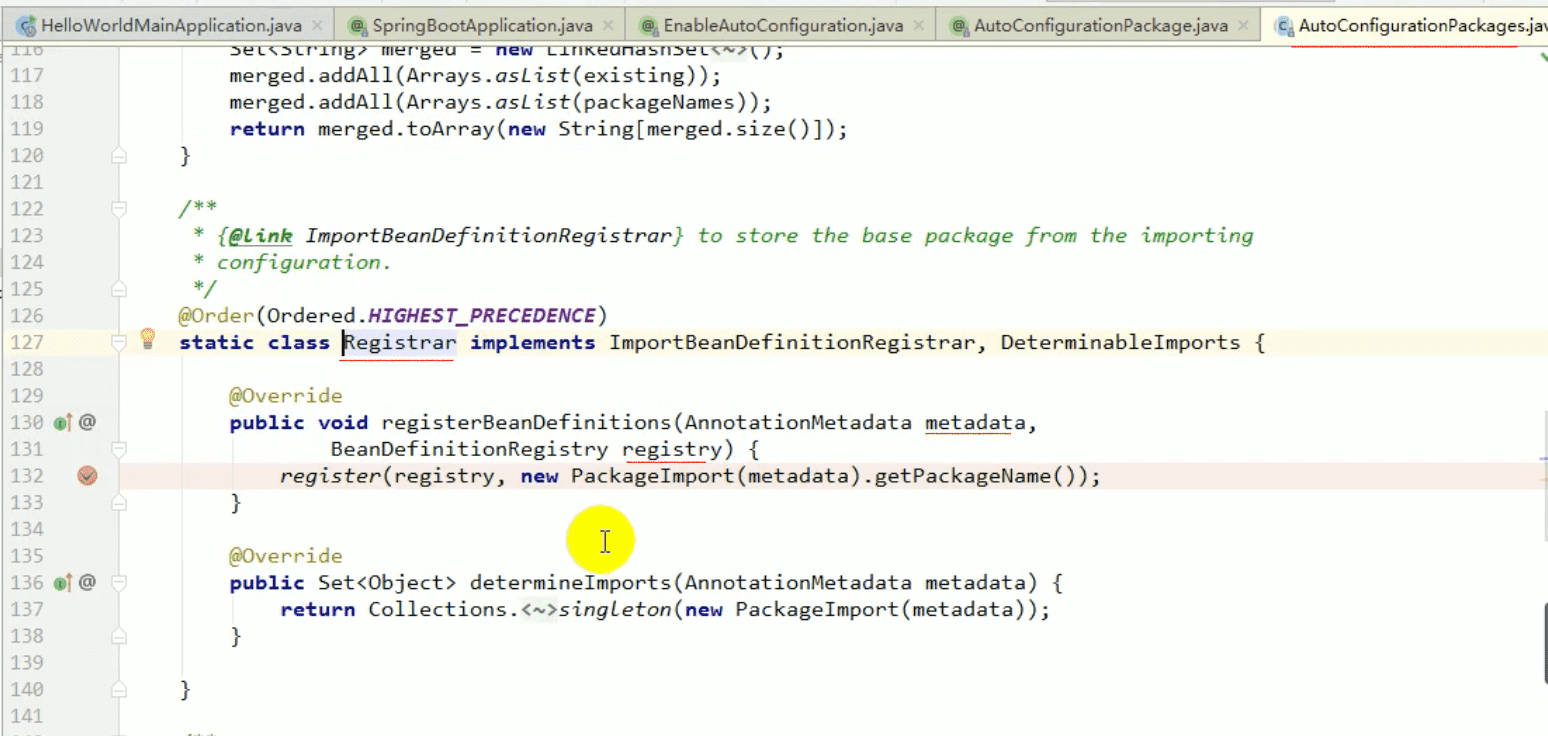 HelloWorldMainApplication.java × SpringBootApplication.java × EnableAutoConfiguration.java × AutoConfigurationPackage.java × AutoConfigurationPackages.jav
116 Set<String> merged = new LinkedHashSet<~>();
117 merged.addAll(Arrays.asList(existing));
118 merged.addAll(Arrays.asList(packageNames));
119 return merged.toArray(new String[merged.size()]);
120 }
121
122 /**
123 * {@link ImportBeanDefinitionRegistrar} to store the base package from the importing
124 * configuration.
125 */
126 @Order(Ordered.HIGHEST_PRECEDENCE)
127 static class Registrar implements ImportBeanDefinitionRegistrar, DeterminableImports {
128
129 @Override
130 @ public void registerBeanDefinitions(AnnotationMetadata metadata,
131 BeanDefinitionRegistry registry) {
132 register(registry, new PackageImport(metadata).getPackageName());
133 }
134
135 @Override
136 @ public Set<Object> determineImports(AnnotationMetadata metadata) {
137 return Collections.<~>singleton(new PackageImport(metadata));
138 }
139
140 }
141
/**